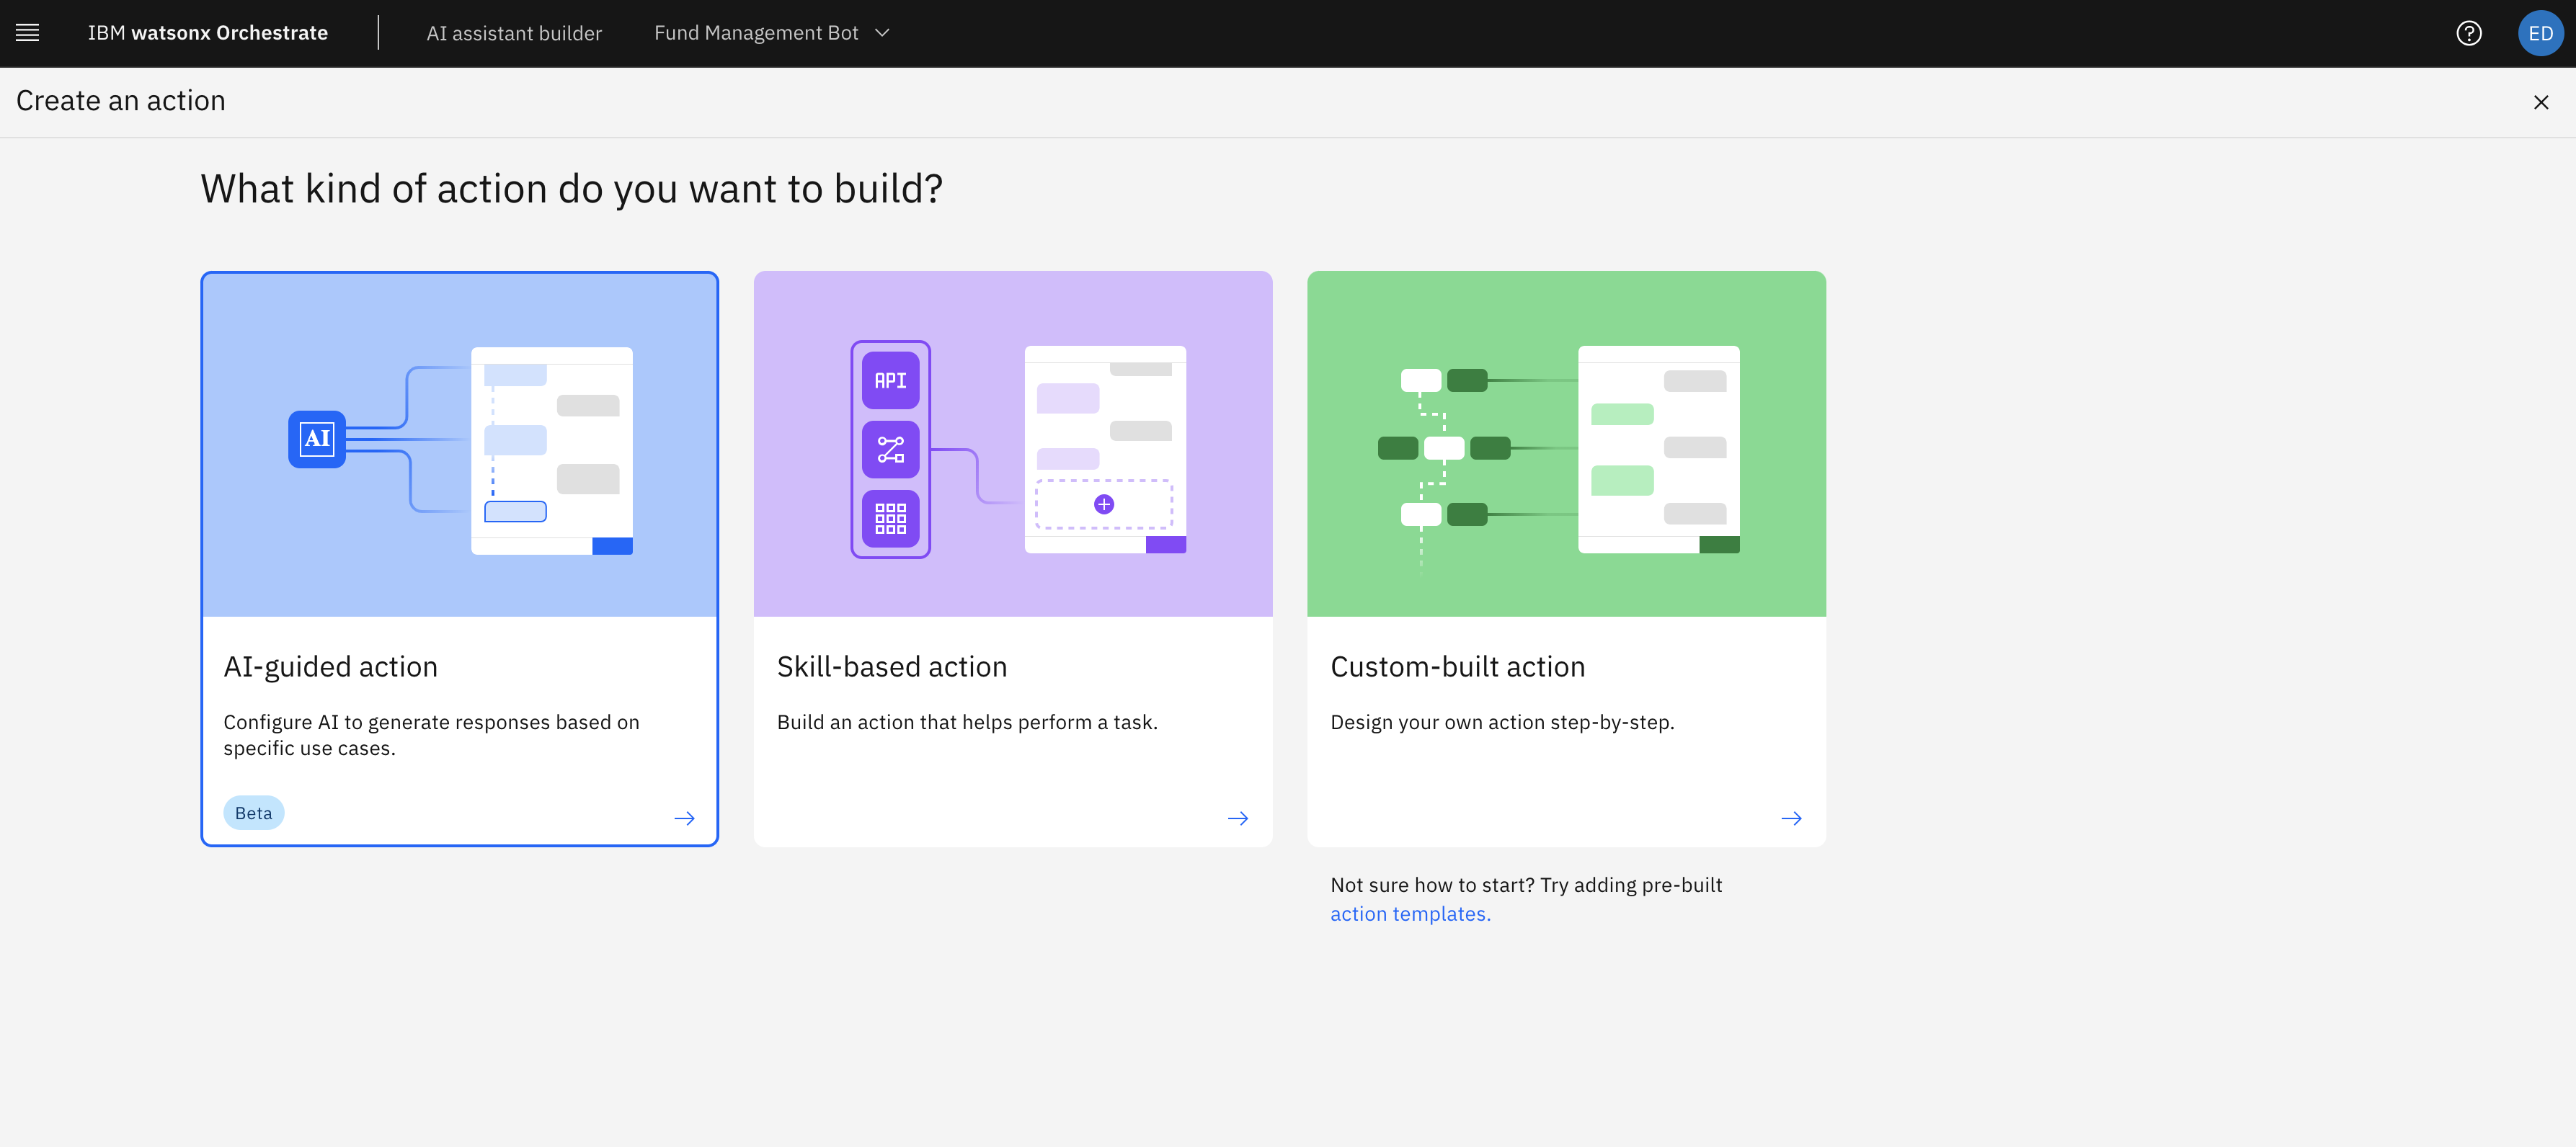 IBM watsonx Orchestrate
AI assistant builder
Fund Management Bot
ED
Create an action
What kind of action do you want to build?
AI
AI-guided action
Configure AI to generate responses based on
specific use cases.
Beta
API
Skill-based action
Build an action that helps perform a task.
Custom-built action
Design your own action step-by-step.
Not sure how to start? Try adding pre-built
action templates.